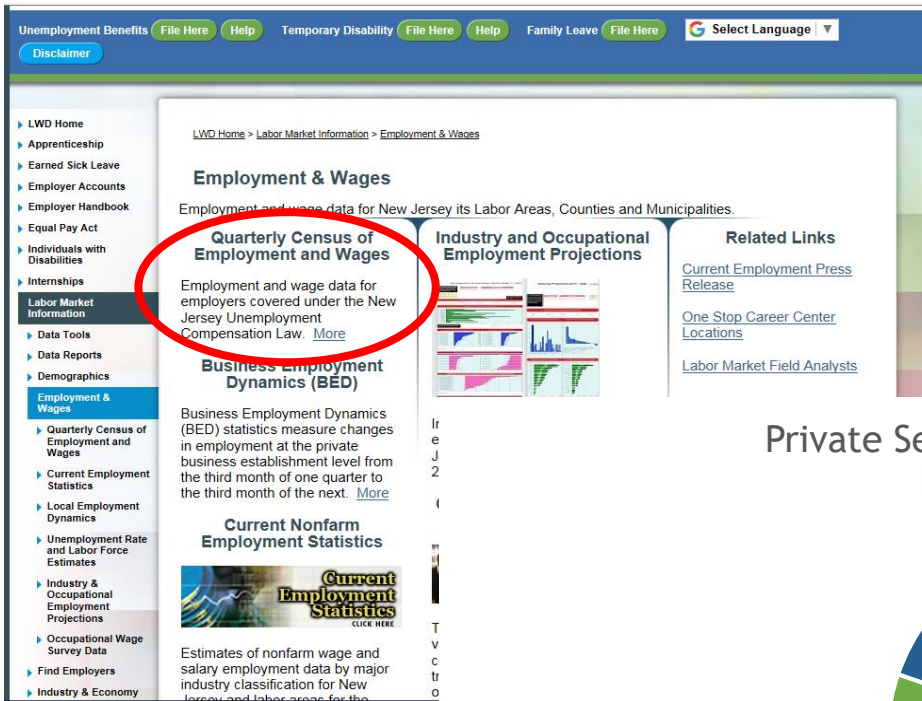 Unemployment Benefits File Here Help Temporary Disability File Here Help Family Leave File Here Select Language
Disclaimer
LWD Home
Apprenticeship
Earned Sick Leave
Employer Accounts
Employer Handbook
Equal Pay Act
Individuals with
Disabilities
Internships
Labor Market
Information
Data Tools
Data Reports
Demographics
Employment &
Wages
Quarterly Census of
Employment and
Wages
Current Employment
Statistics
Local Employment
Dynamics
Unemployment Rate
and Labor Force
Estimates
Industry &
Occupational
Employment
Projections
Occupational Wage
Survey Data
Find Employers
Industry & Economy
LWD Home > Labor Market Information > Employment & Wages
Employment & Wages
Employment and wage data for New Jersey its Labor Areas, Counties and Municipalities.
Quarterly Census of
Employment and Wages
Employment and wage data for
employers covered under the New
Jersey Unemployment
Compensation Law. More
Business Employment
Dynamics (BED)
Business Employment Dynamics
(BED) statistics measure changes
in employment at the private
business establishment level from
the third month of one quarter to
the third month of the next. More
Current Nonfarm
Employment Statistics
Current
Employment
Statistics
CLICK HERE
Estimates of nonfarm wage and
salary employment data by major
industry classification for New
Jersey and labor areas for the
Industry and Occupational
Employment Projections
Related Links
Current Employment Press
Release
One Stop Career Center
Locations
Labor Market Field Analysts
Private Se